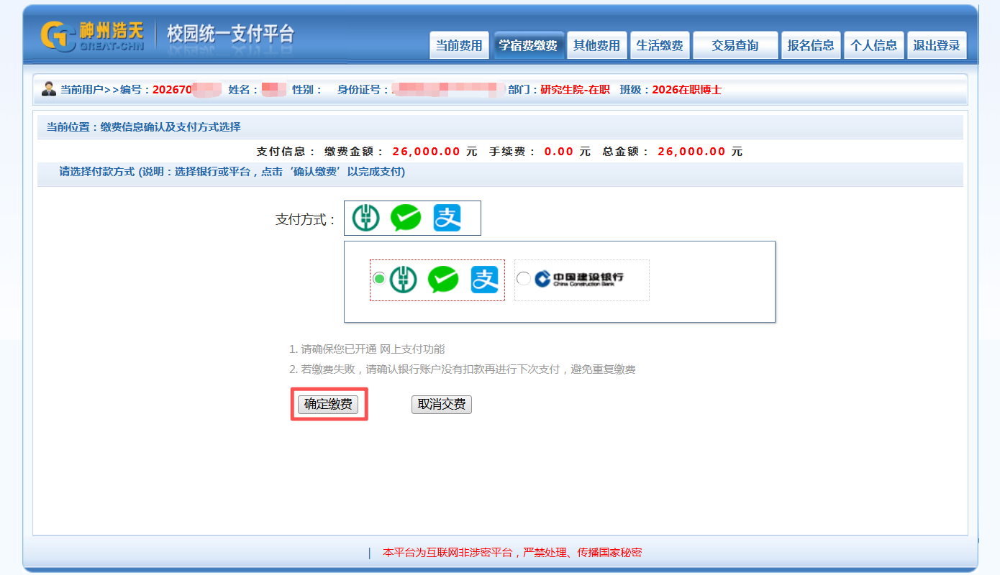 神州浩天 校园统一支付平台
GREAT-CHN
当前费用 学宿费缴费 其他费用 生活缴费 交易查询 报名信息 个人信息 退出登录
当前用户>>编号：202670 姓名： 性别： 身份证号： 部门：研究生院-在职 班级：2026在职博士
当前位置：缴费信息确认及支付方式选择
支付信息： 缴费金额： 26,000.00 元 手续费： 0.00 元 总金额： 26,000.00 元
请选择付款方式 (说明：选择银行或平台，点击‘确认缴费’以完成支付)
支付方式： 支
支 中国建设银行
China Construction Bank
1. 请确保您已开通 网上支付功能
2. 若缴费失败，请确认银行账户没有扣款再进行下次支付，避免重复缴费
确定缴费 取消交费
| 本平台为互联网非涉密平台，严禁处理、传播国家秘密